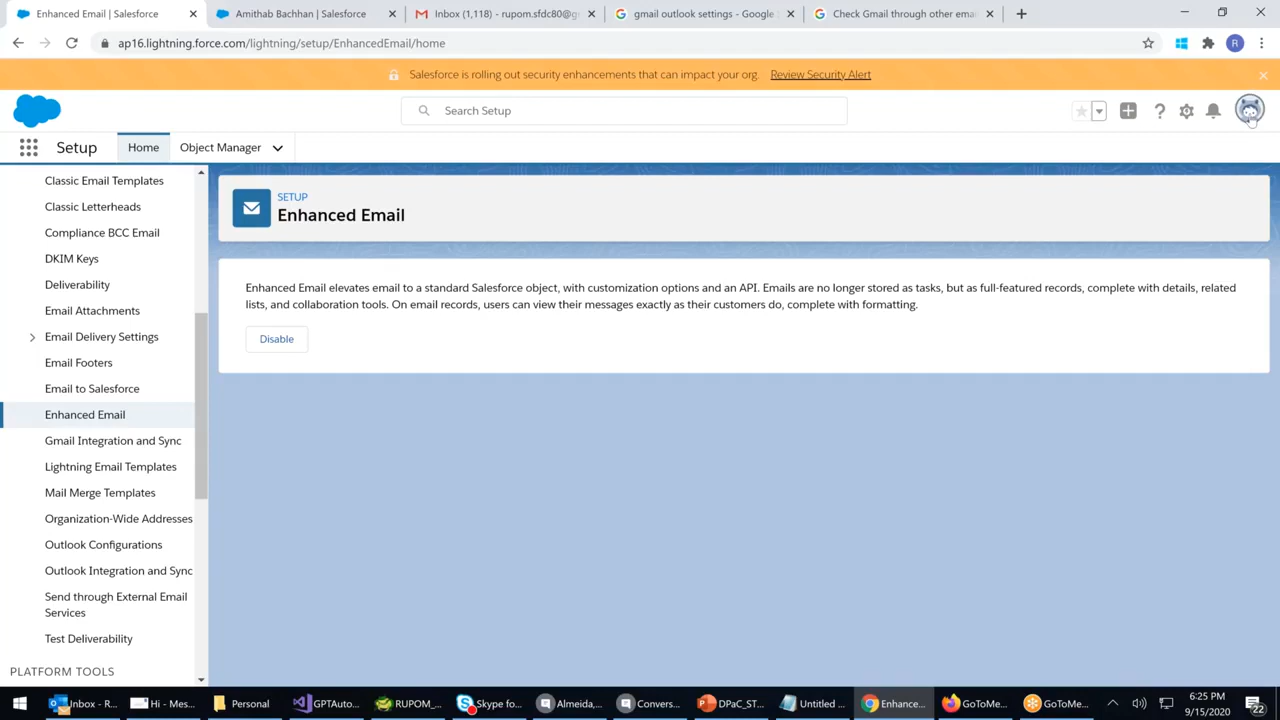 Enhanced Email | Salesforce
Amithab Bachhan | Salesforce
Inbox (1,118) - rupom.sfdc80@g
gmail outlook settings - Google
Check Gmail through other emai
ap16.lightning.force.com/lightning/setup/EnhancedEmail/home
R
Salesforce is rolling out security enhancements that can impact your org. Review Security Alert
Search Setup
Setup
Home
Object Manager
Classic Email Templates
Classic Letterheads
Compliance BCC Email
DKIM Keys
Deliverability
Email Attachments
Email Delivery Settings
Email Footers
Email to Salesforce
Enhanced Email
Gmail Integration and Sync
Lightning Email Templates
Mail Merge Templates
Organization-Wide Addresses
Outlook Configurations
Outlook Integration and Sync
Send through External Email
Services
Test Deliverability
PLATFORM TOOLS
SETUP
Enhanced Email
Enhanced Email elevates email to a standard Salesforce object, with customization options and an API. Emails are no longer stored as tasks, but as full-featured records, complete with details, related
lists, and collaboration tools. On email records, users can view their messages exactly as their customers do, complete with formatting.
Disable
Inbox - R...
Hi - Mes...
Personal
GPTAuto...
RUPOM_...
Skype fo...
Almeida,...
Convers...
DPaC_ST...
Untitled ...
Enhance...
GoToMe...
GoToMe...
6:25 PM
9/15/2020
22